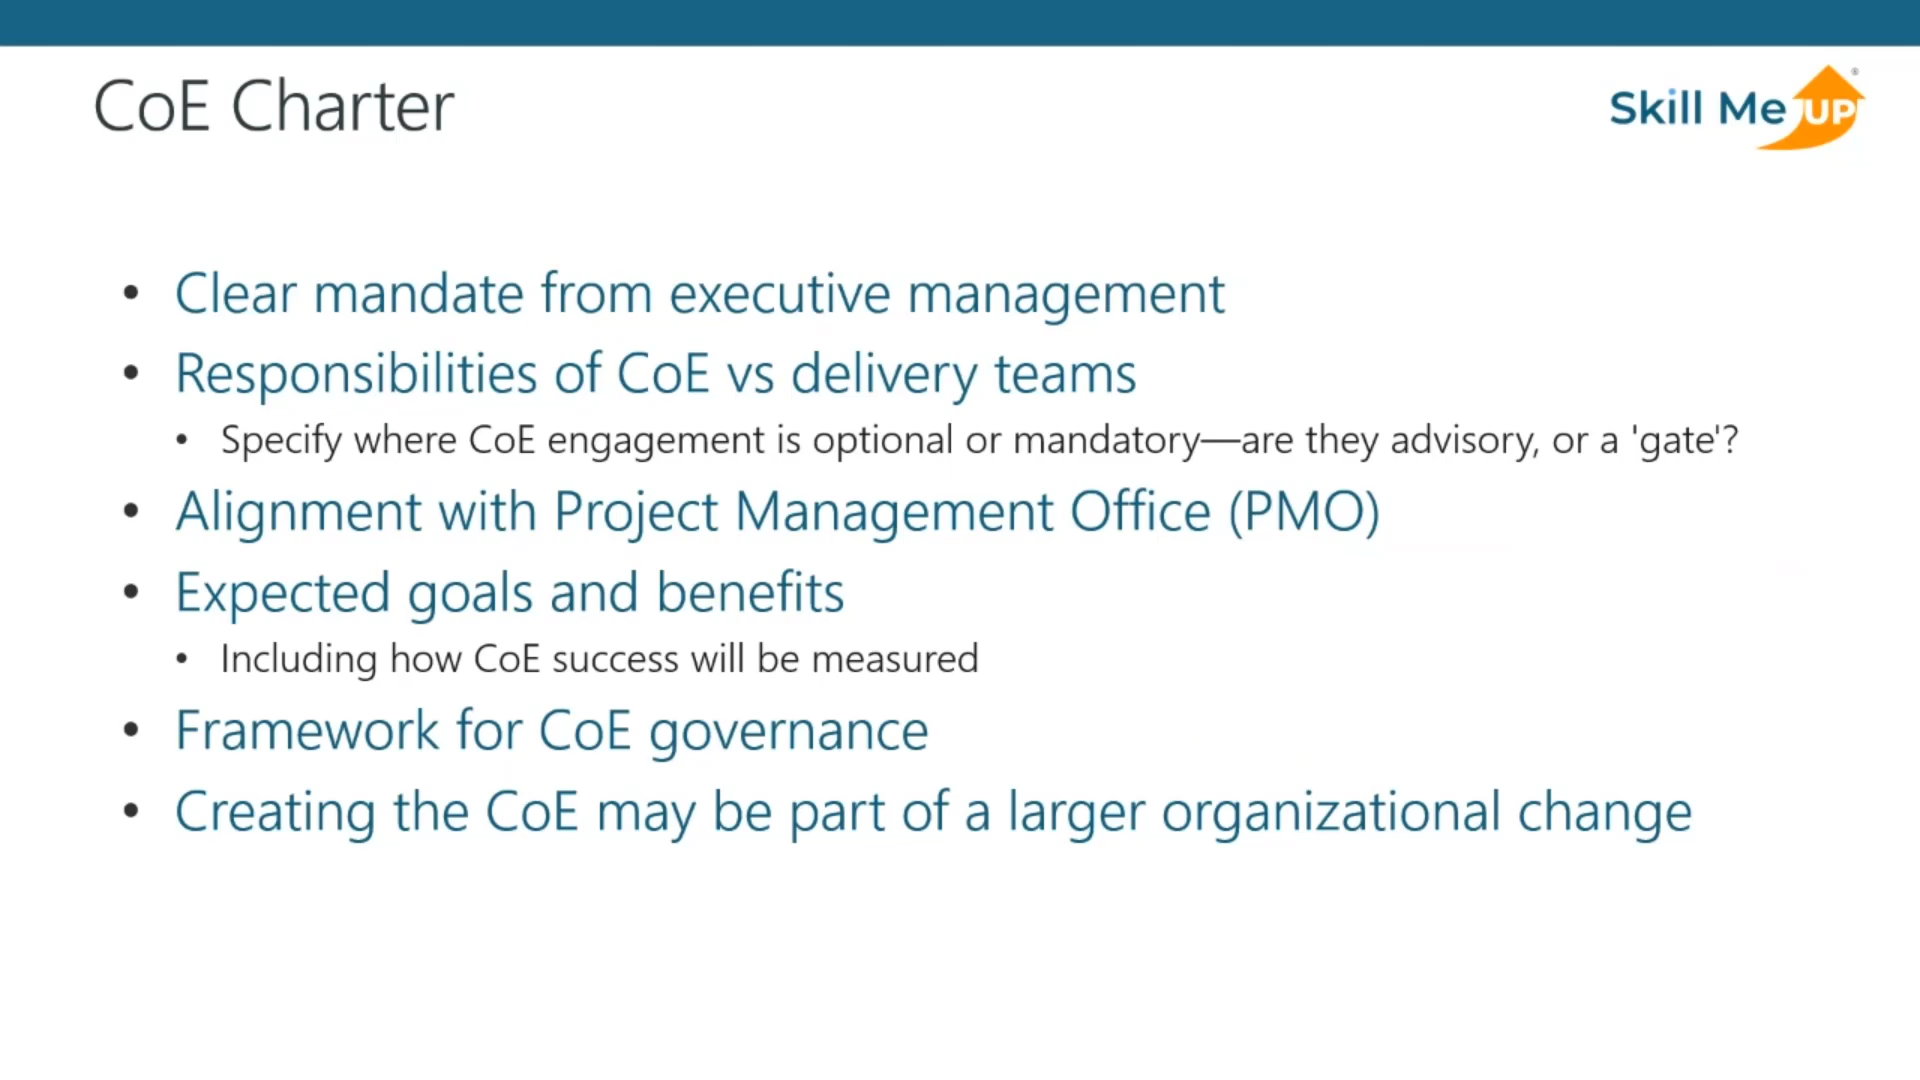 CoE Charter
Skill Me UP
®
• Clear mandate from executive management
• Responsibilities of CoE vs delivery teams
• Specify where CoE engagement is optional or mandatory—are they advisory, or a 'gate'?
• Alignment with Project Management Office (PMO)
• Expected goals and benefits
• Including how CoE success will be measured
• Framework for CoE governance
• Creating the CoE may be part of a larger organizational change